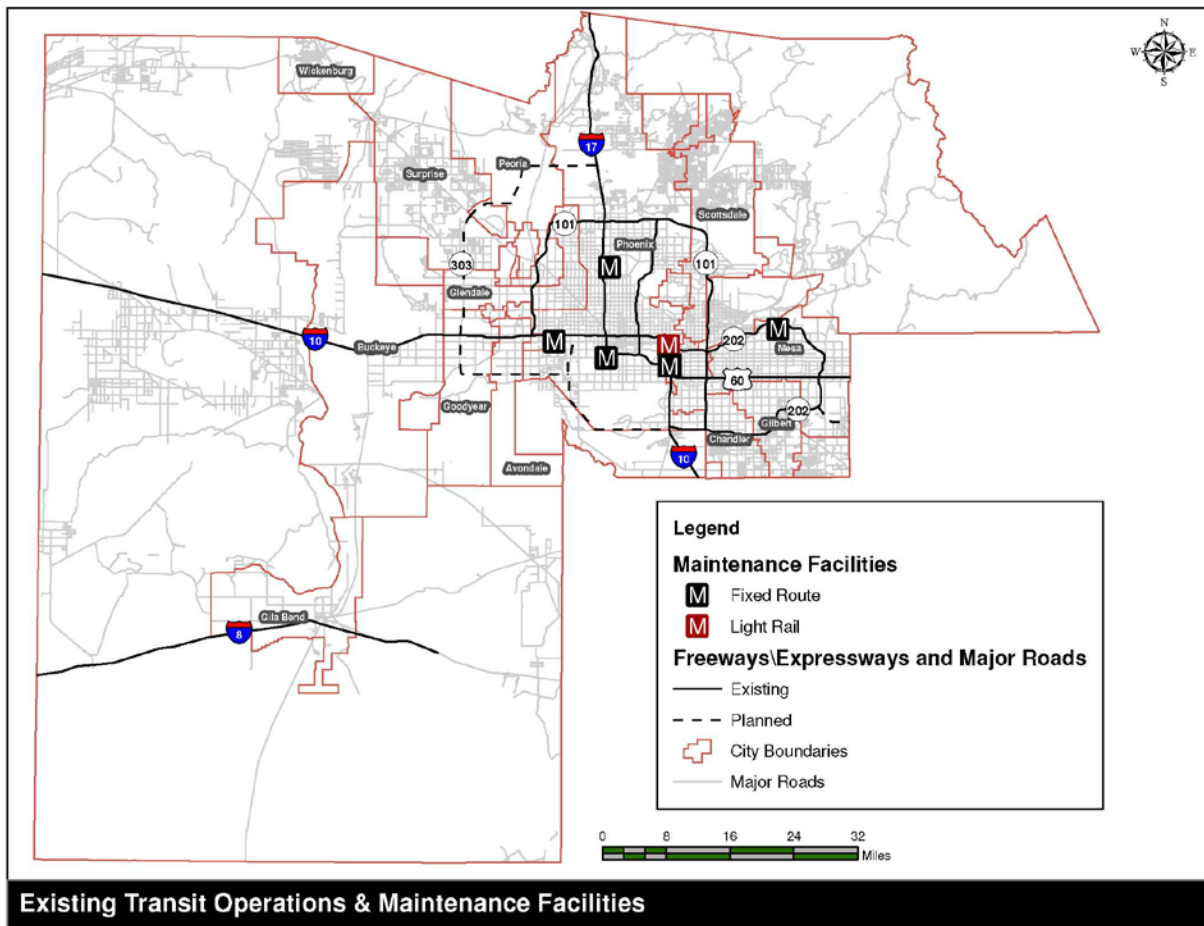 N
W E
S
Wickenburg
17
Peoria
Surprise
Scottsdale
101
Phoenix
M
303
101
Glendale
M
10
Buckeye
M
M
202
Mesa
M
M
60
Goodyear
202
Gilbert
Chandler
Avondale
10
Gila Bend
8
Legend
Maintenance Facilities
M Fixed Route
M Light Rail
Freeways\Expressways and Major Roads
Existing
Planned
City Boundaries
Major Roads
0 8 16 24 32
Miles
Existing Transit Operations & Maintenance Facilities